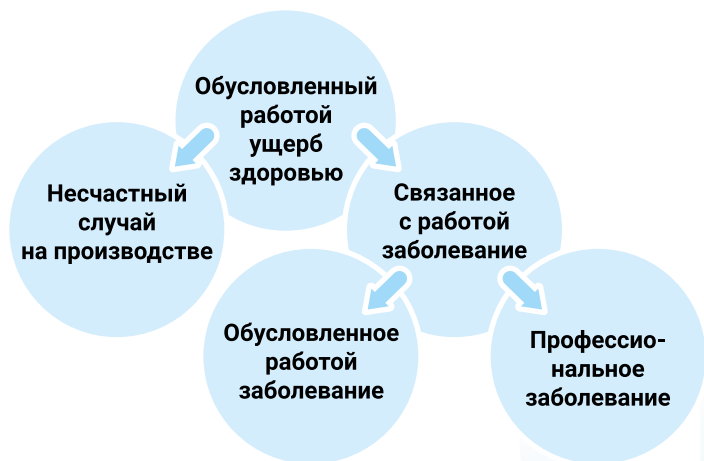 Обусловленный
работой
ущерб
здоровью
Несчастный
случай
на производстве
Связанное
с работой
заболевание
Обусловленное
работой
заболевание
Профессио-
нальное
заболевание